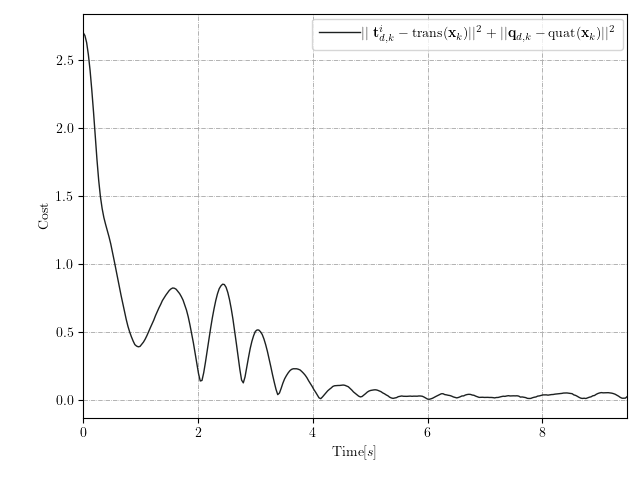 || t^i_{d,k} − trans(x_k)||^2 + ||q_{d,k} − quat(x_k)||^2
2.5
2.0
1.5
1.0
0.5
0.0
Cost
0 2 4 6 8
Time[s]